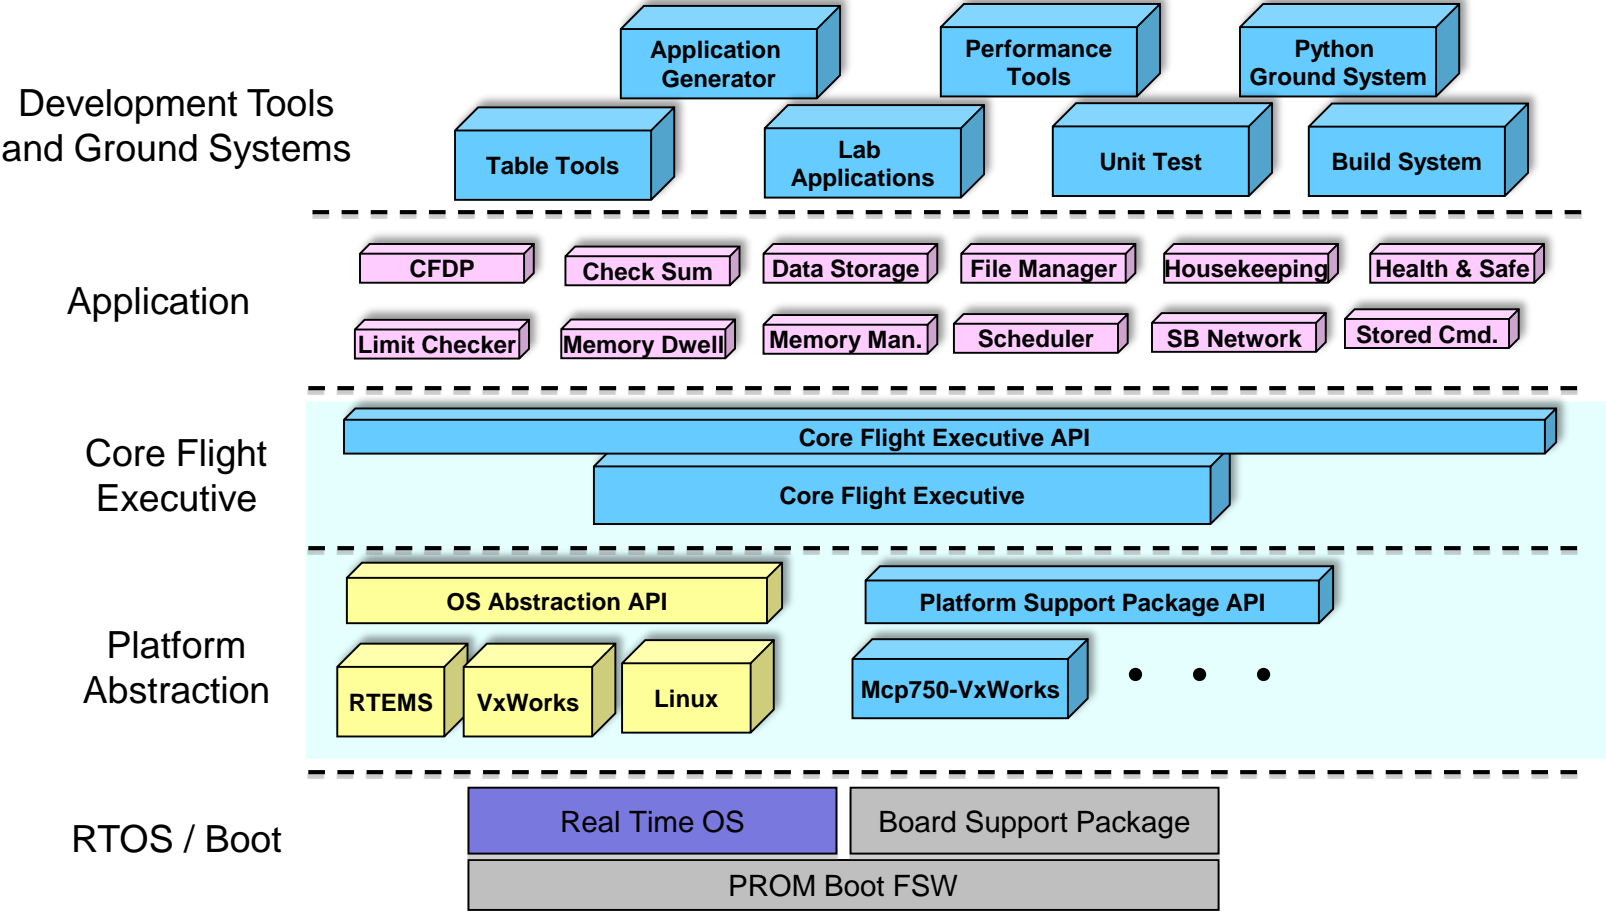 Application
Generator
Performance
Tools
Python
Ground System
Development Tools
and Ground Systems
Table Tools
Lab
Applications
Unit Test
Build System
Application
CFDP
Check Sum
Data Storage
File Manager
Housekeeping
Health & Safe
Limit Checker
Memory Dwell
Memory Man.
Scheduler
SB Network
Stored Cmd.
Core Flight
Executive
Core Flight Executive API
Core Flight Executive
Platform
Abstraction
OS Abstraction API
Platform Support Package API
RTEMS
VxWorks
Linux
Mcp750-VxWorks
• • •
RTOS / Boot
Real Time OS
Board Support Package
PROM Boot FSW